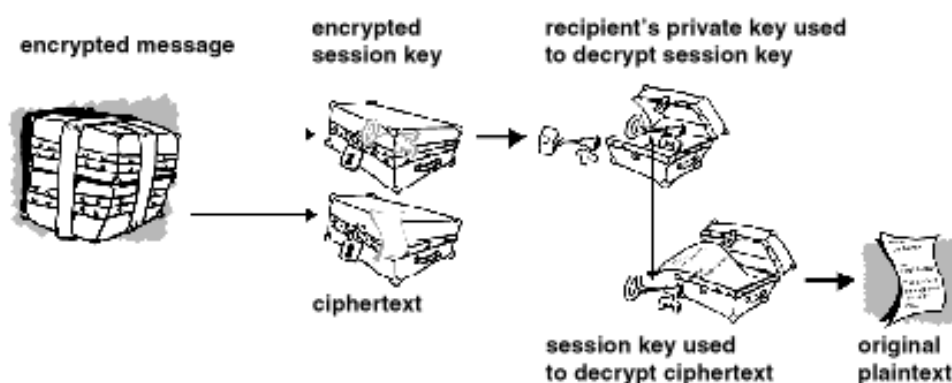 encrypted message
encrypted
session key
recipient's private key used
to decrypt session key
ciphertext
session key used
to decrypt ciphertext
original
plaintext